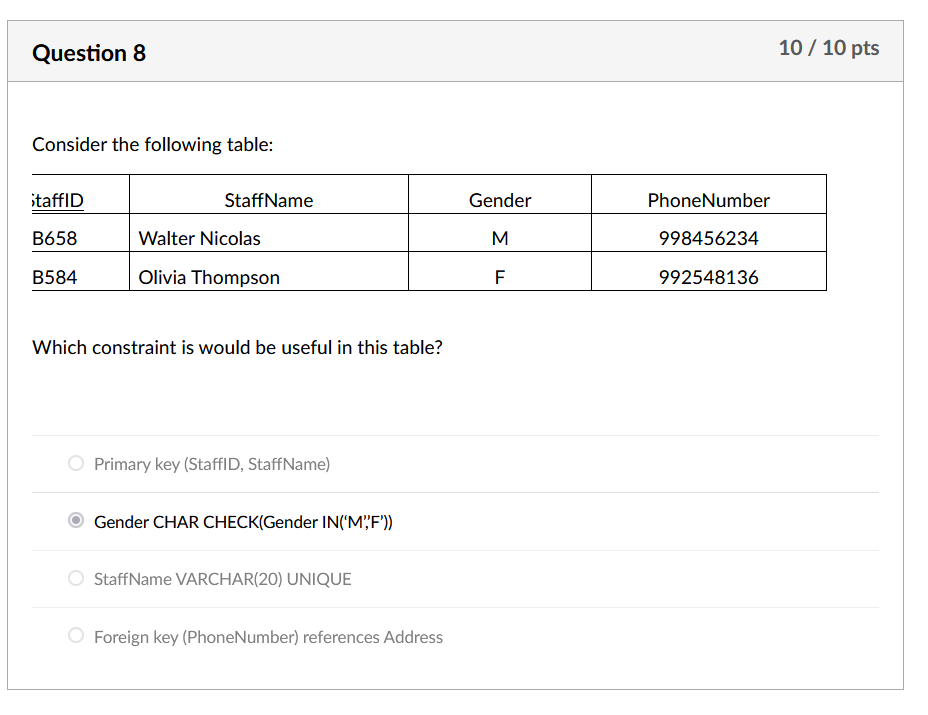 Question 8
10 / 10 pts
Consider the following table:
StaffID StaffName Gender PhoneNumber
B658 Walter Nicolas M 998456234
B584 Olivia Thompson F 992548136
Which constraint is would be useful in this table?
Primary key (StaffID, StaffName)
Gender CHAR CHECK(Gender IN(‘M’,’F’))
StaffName VARCHAR(20) UNIQUE
Foreign key (PhoneNumber) references Address